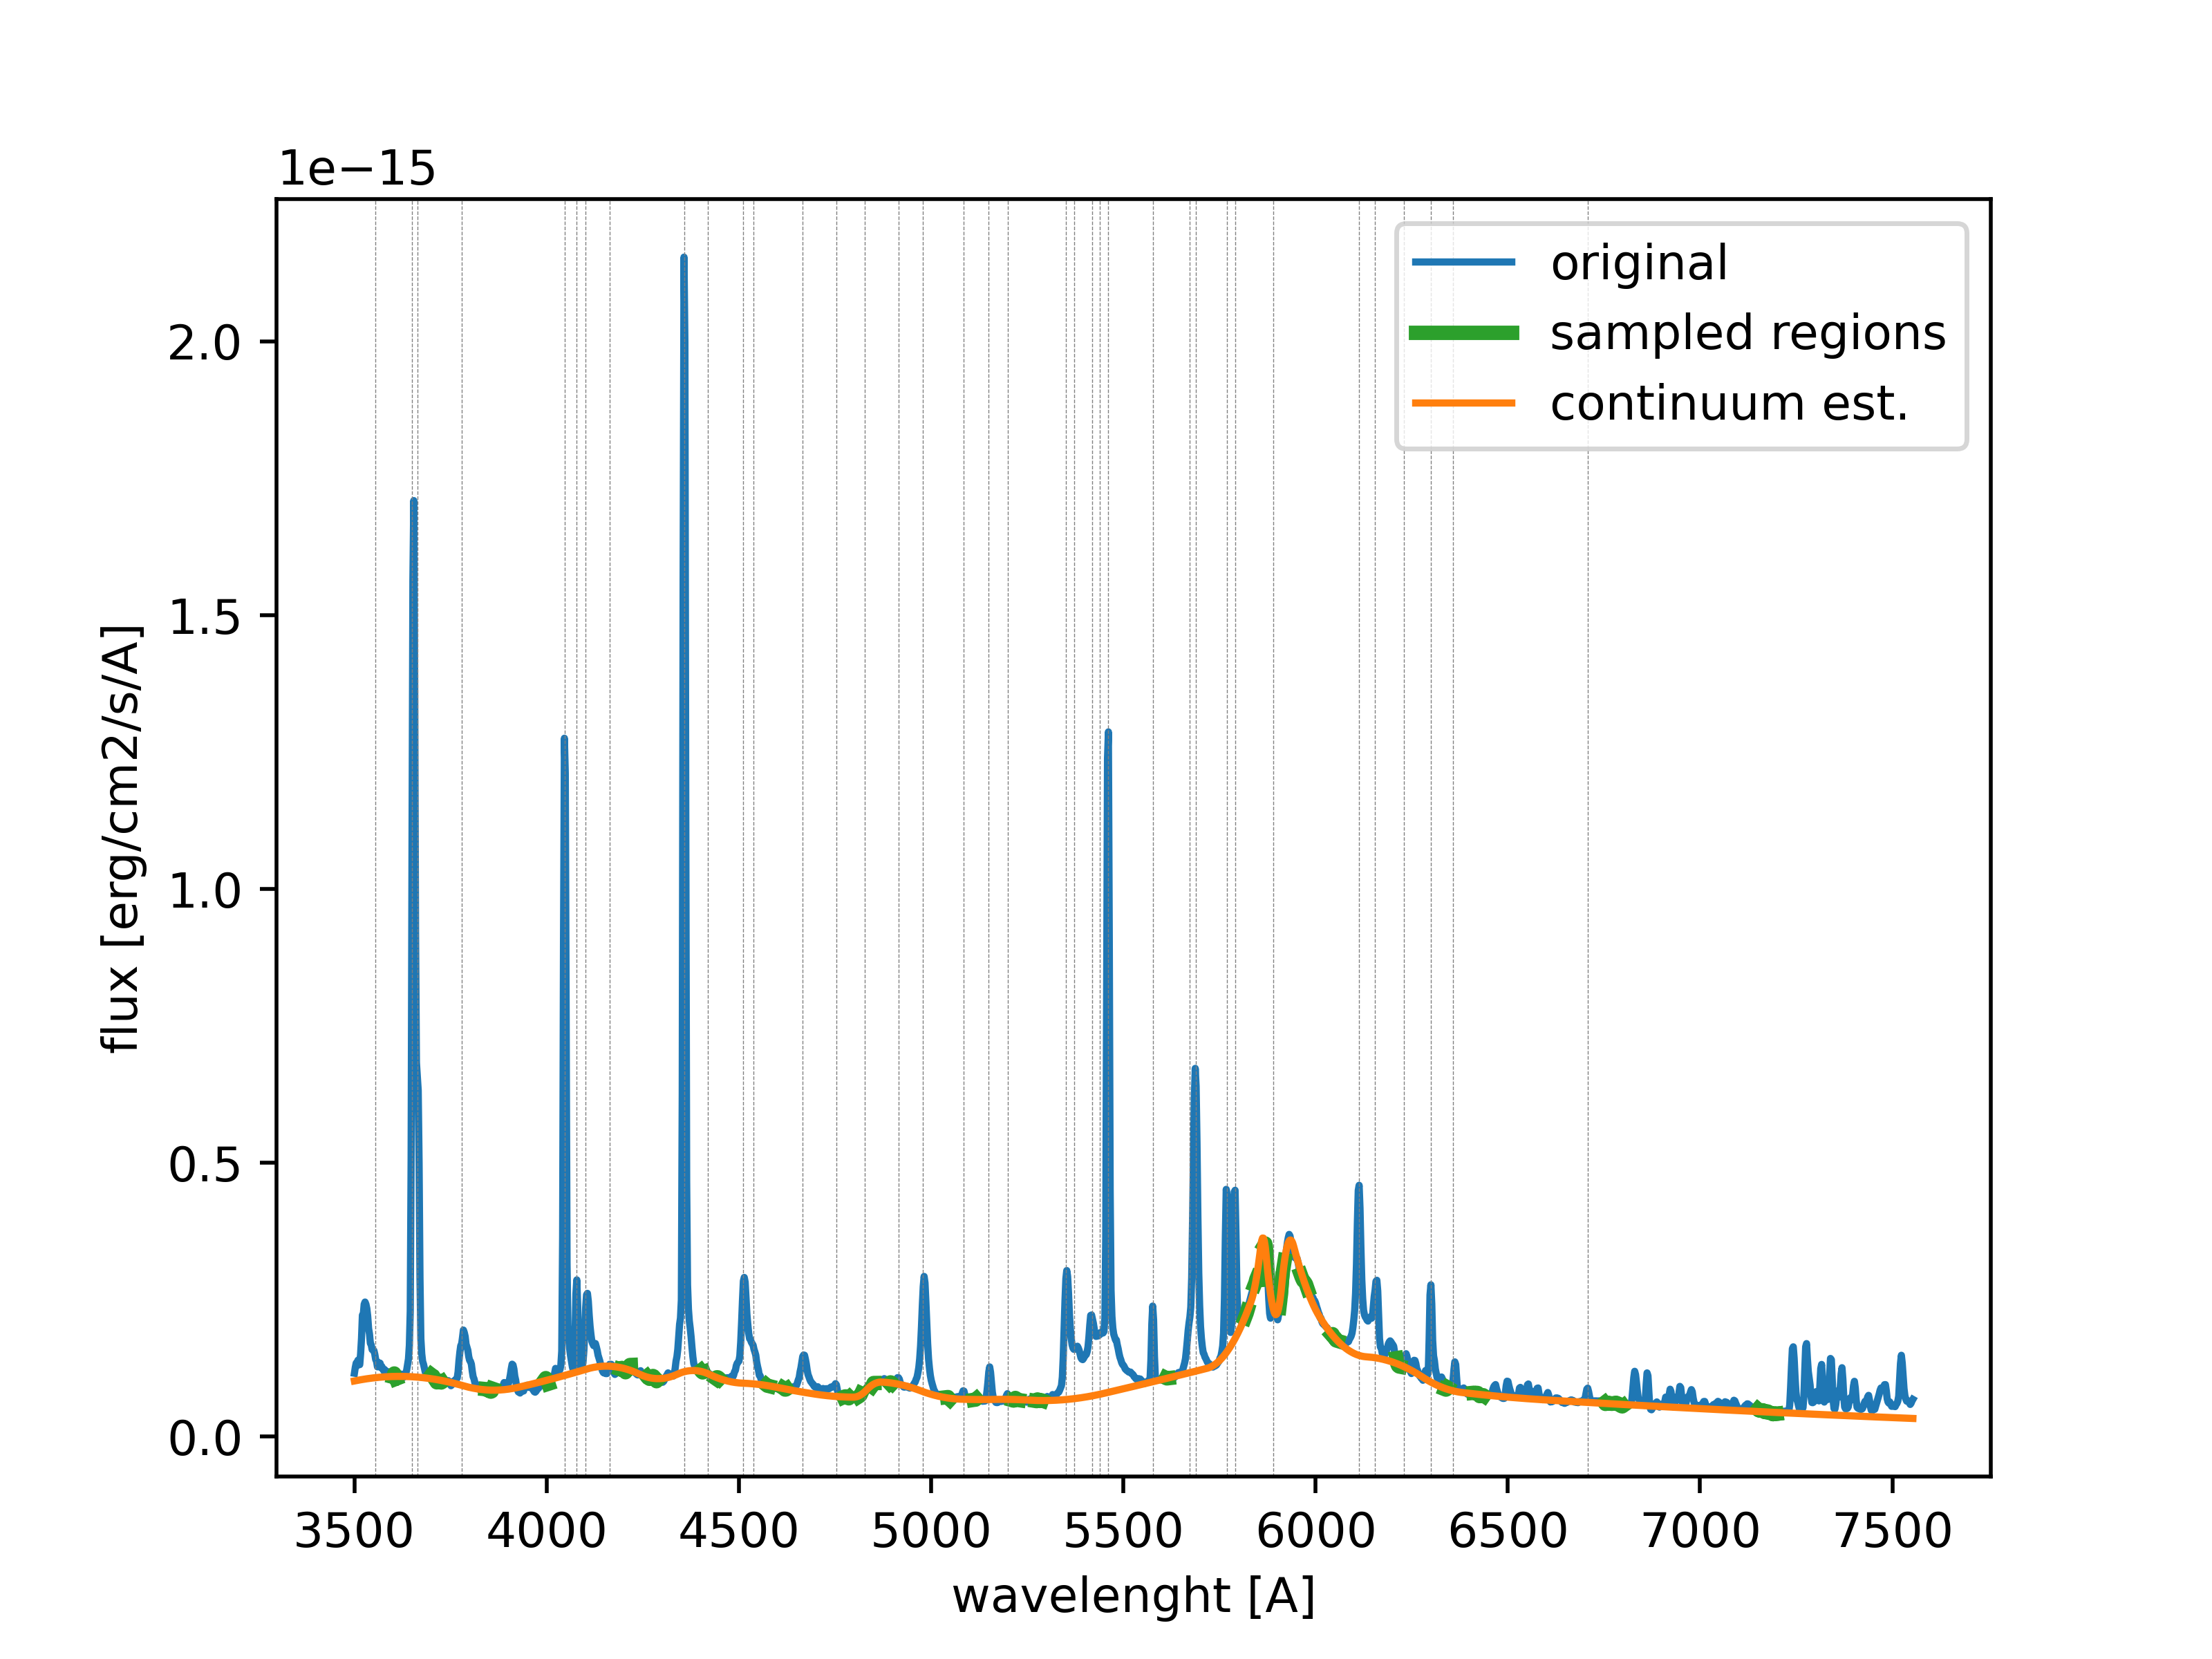 1e−15
original
sampled regions
continuum est.
2.0
1.5
1.0
0.5
0.0
flux [erg/cm2/s/A]
3500 4000 4500 5000 5500 6000 6500 7000 7500
wavelenght [A]